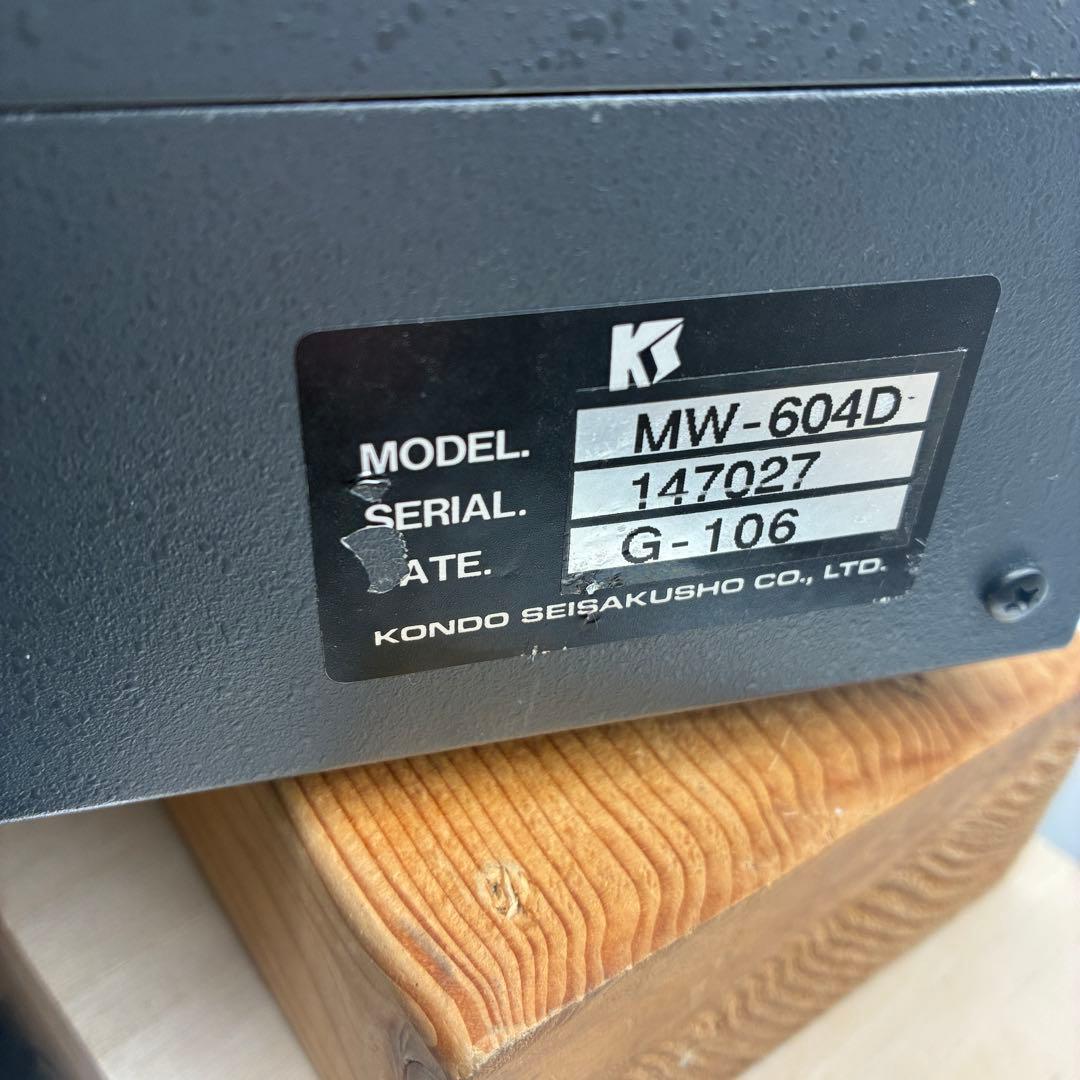 KS
MODEL. MW-604D
SERIAL. 147027
ATE. G-106
KONDO SEISAKUSHO CO., LTD.